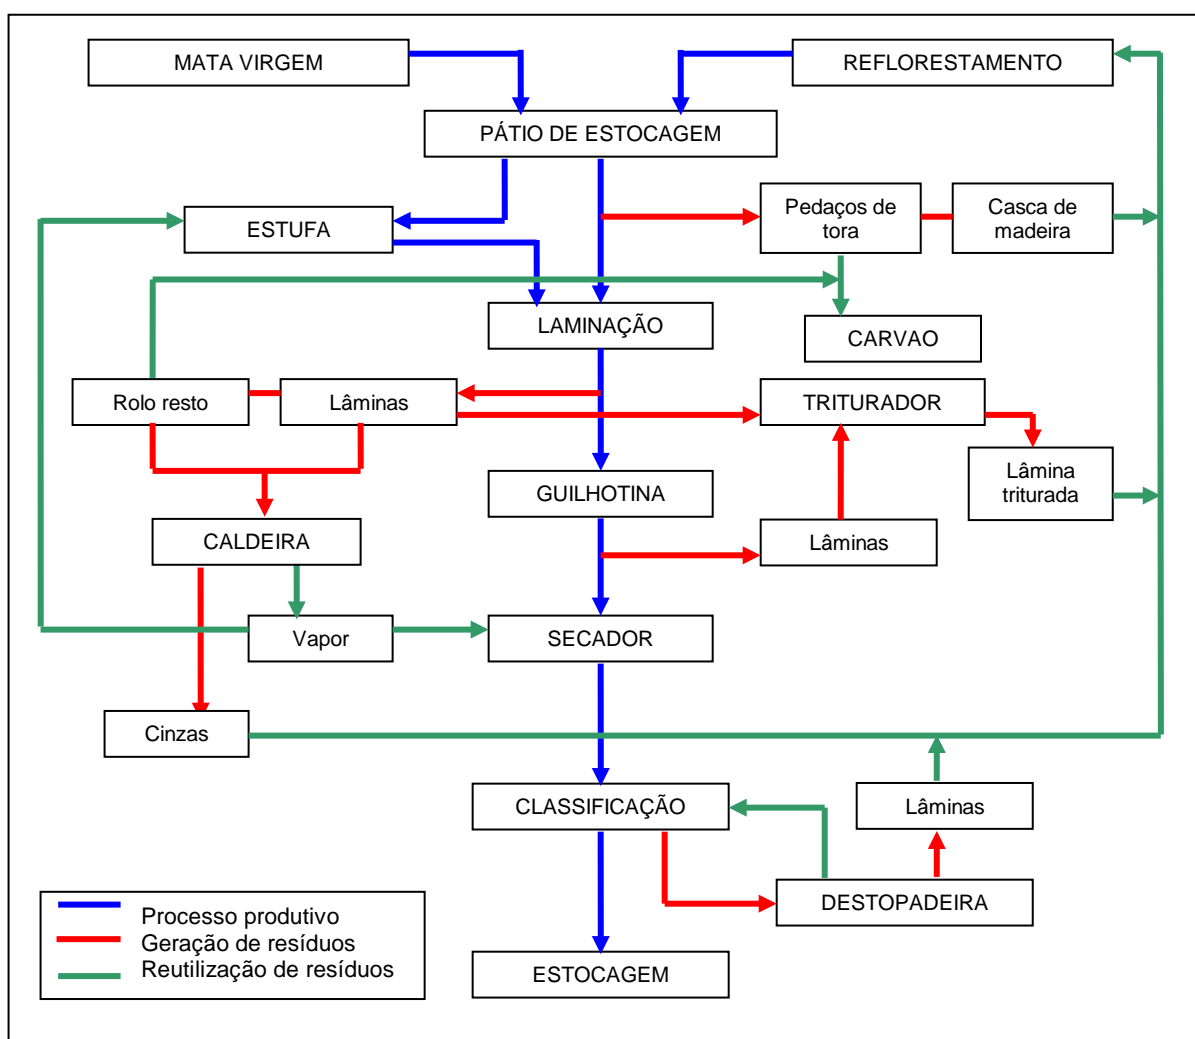 MATA VIRGEM
REFLORESTAMENTO
PÁTIO DE ESTOCAGEM
ESTUFA
Pedaços de
tora
Casca de
madeira
LAMINAÇÃO
CARVAO
Rolo resto
Lâminas
TRITURADOR
Lâmina
triturada
GUILHOTINA
CALDEIRA
Lâminas
Vapor
SECADOR
Cinzas
CLASSIFICAÇÃO
Lâminas
DESTOPADEIRA
Processo produtivo
Geração de resíduos
Reutilização de resíduos
ESTOCAGEM